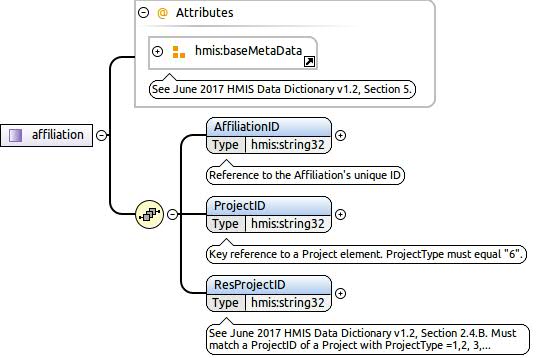 @ Attributes
hmis:baseMetaData
See June 2017 HMIS Data Dictionary v1.2, Section 5.
affiliation
AffiliationID
Type hmis:string32
Reference to the Affiliation's unique ID
ProjectID
Type hmis:string32
Key reference to a Project element. ProjectType must equal "6".
ResProjectID
Type hmis:string32
See June 2017 HMIS Data Dictionary v1.2, Section 2.4.B. Must
match a ProjectID of a Project with ProjectType =1,2, 3,...